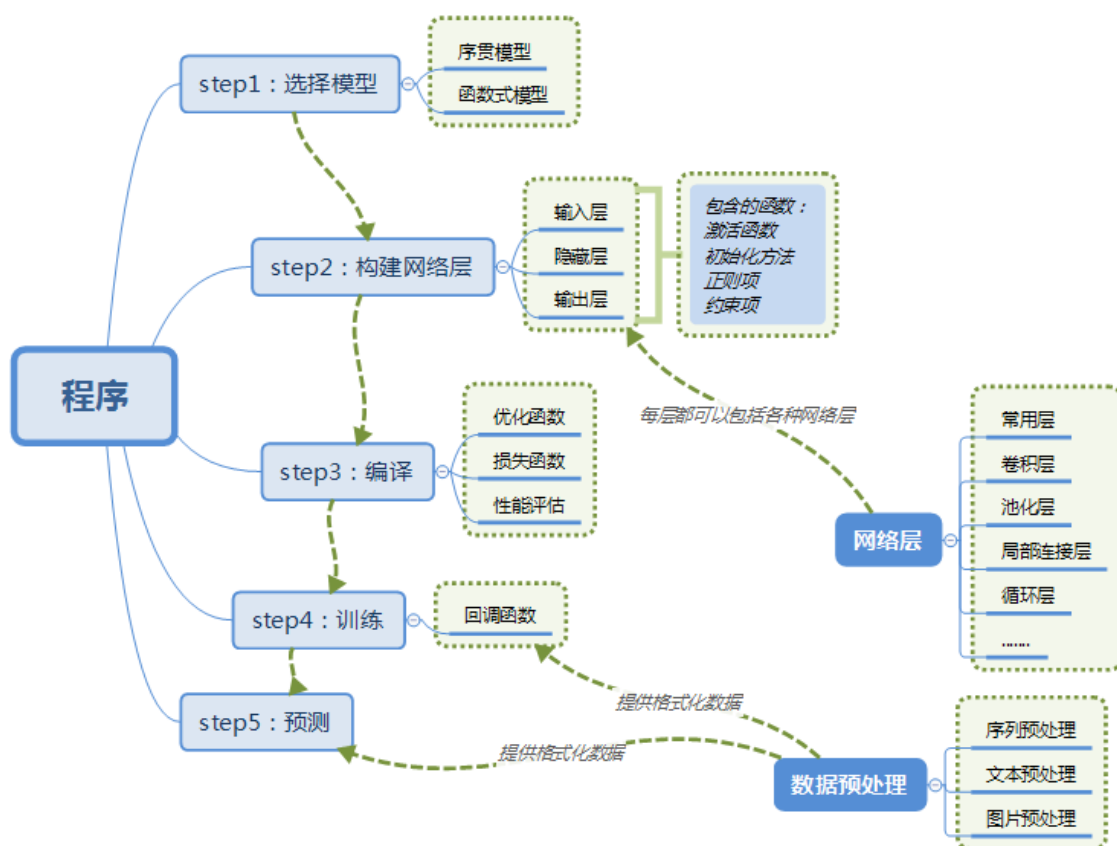 程序
step1：选择模型
序贯模型
函数式模型
step2：构建网络层
输入层
隐藏层
输出层
包含的函数：
激活函数
初始化方法
正则项
约束项
每层都可以包括各种网络层
step3：编译
优化函数
损失函数
性能评估
网络层
常用层
卷积层
池化层
局部连接层
循环层
……
step4：训练
回调函数
提供格式化数据
step5：预测
提供格式化数据
数据预处理
序列预处理
文本预处理
图片预处理